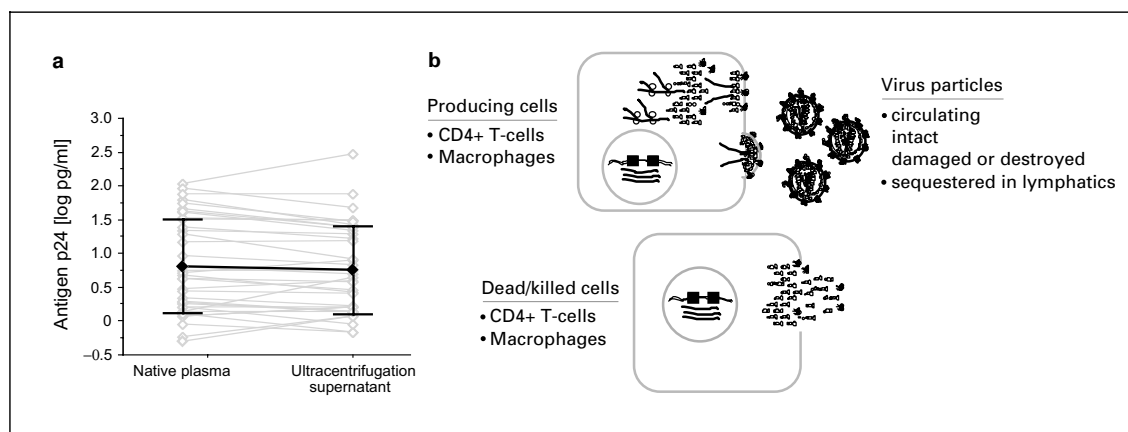 a
Antigen p24 [log pg/ml]
3.0
2.5
2.0
1.5
1.0
0.5
0
–0.5
Native plasma
Ultracentrifugation
supernatant
b
Producing cells
• CD4+ T-cells
• Macrophages
Virus particles
• circulating
intact
damaged or destroyed
• sequestered in lymphatics
Dead/killed cells
• CD4+ T-cells
• Macrophages